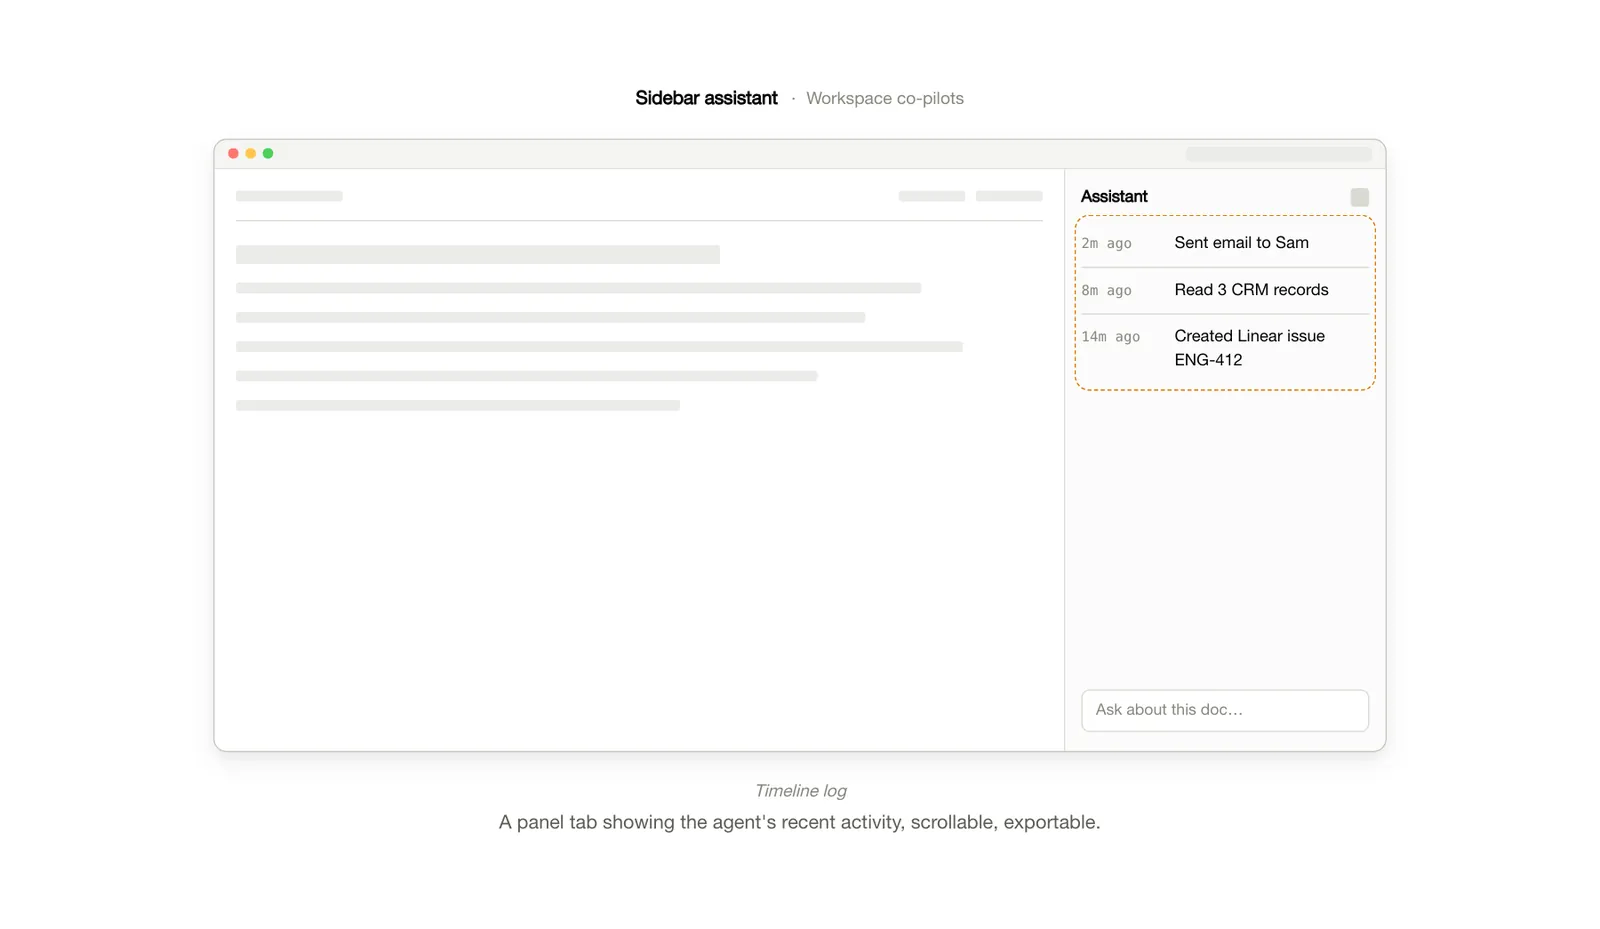 Sidebar assistant · Workspace co-pilots
Assistant
2m ago Sent email to Sam
8m ago Read 3 CRM records
14m ago Created Linear issue
ENG-412
Ask about this doc…
Timeline log
A panel tab showing the agent's recent activity, scrollable, exportable.